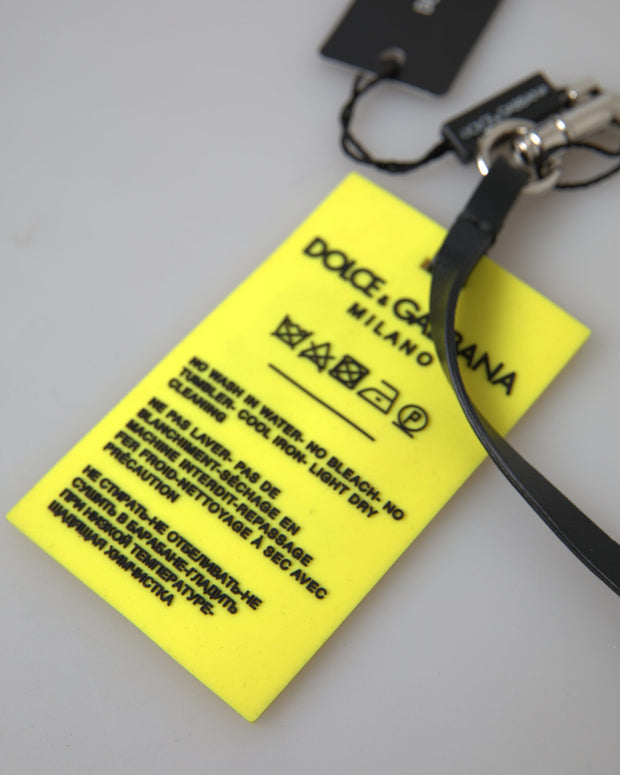 DOLCE & GABBANA
DOLCE & GABBANA
MILANO
P
NO WASH IN WATER- NO BLEACH- NO
TUMBLER- COOL IRON- LIGHT DRY
CLEANING
NE PAS LAVER- PAS DE
BLANCHIMENT-SÉCHAGE EN
MACHINE INTERDIT-REPASSAGE
FER FROID-NETTOYAGE À SEC AVEC
PRÉCAUTION
НЕ СТИРАТЬ-НЕ ОТБЕЛИВАТЬ-НЕ
СУШИТЬ В БАРАБАНЕ-ГЛАДИТЬ
ПРИ НИЗКОЙ ТЕМПЕРАТУРЕ-
ЩАДЯЩАЯ ХИМЧИСТКА